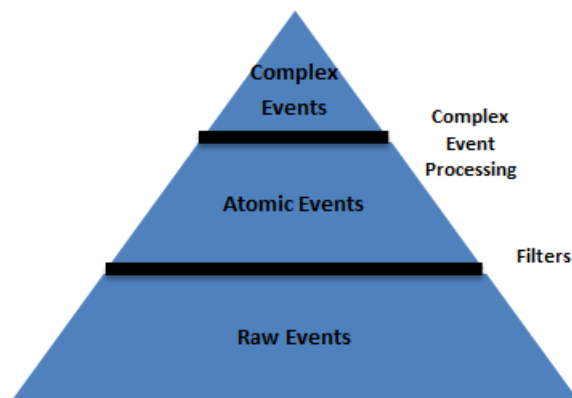 Complex
Events
Complex
Event
Processing
Atomic Events
Filters
Raw Events